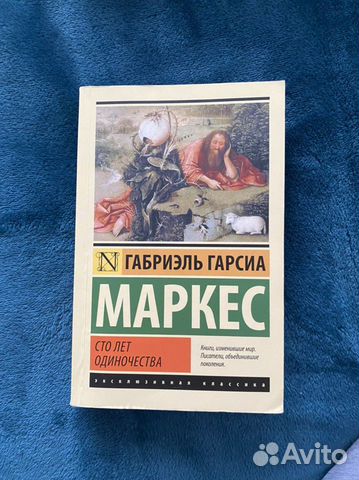 N
ГАБРИЭЛЬ ГАРСИА
МАРКЕС
СТО ЛЕТ
ОДИНОЧЕСТВА
Книги, изменившие мир.
Писатели, объединившие
поколения.
ЭКСКЛЮЗИВНАЯ КЛАССИКА
Avito